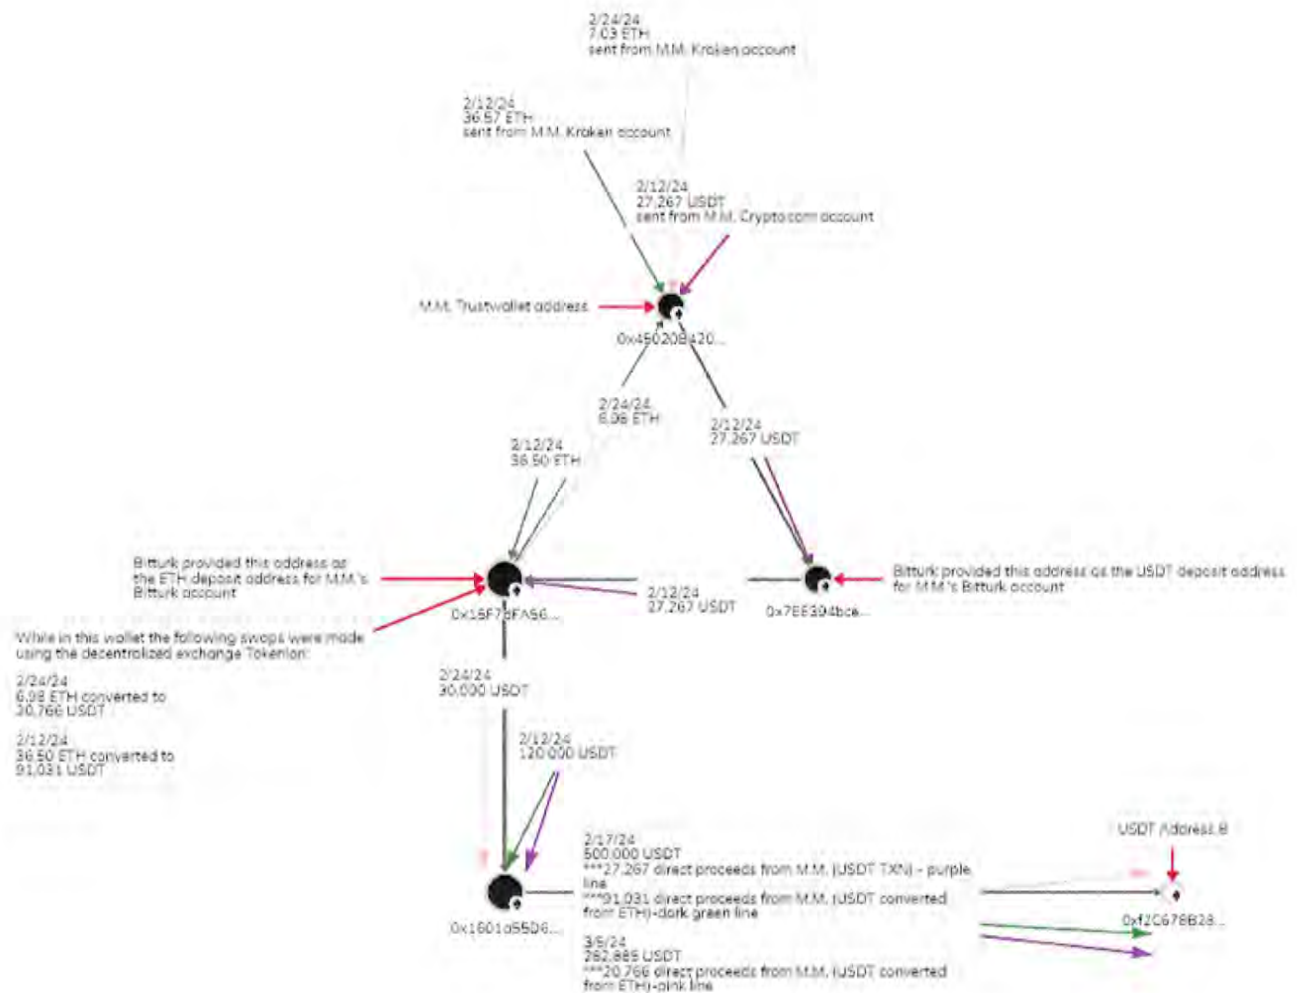 2/24/24
7.03 ETH
sent from M.M. Kraken account
2/12/24
36.57 ETH
sent from M.M. Kraken account
2/12/24
27,267 USDT
sent from M.M. Crypto.com account
M.M. Trustwallet address
0x45020B420...
2/24/24
6.98 ETH
2/12/24
27,267 USDT
2/12/24
36.50 ETH
Bitturk provided this address as
the ETH deposit address for M.M.'s
Bitturk account
Bitturk provided this address as the USDT deposit address
for M.M.'s Bitturk account
2/12/24
27,267 USDT
0x7EE394bce...
While in this wallet the following swaps were made
using the decentralized exchange Tokenlon:
2/24/24
6.98 ETH converted to
20,766 USDT
2/12/24
36.50 ETH converted to
91,031 USDT
2/24/24
30,000 USDT
2/12/24
120,000 USDT
2/17/24
500,000 USDT
***27,267 direct proceeds from M.M. (USDT TXN) - purple
line
***91,031 direct proceeds from M.M. (USDT converted
from ETH)-dark green line
3/5/24
262,885 USDT
***20,766 direct proceeds from M.M. (USDT converted
from ETH)-pink line
USDT Address 8
0xf2C678B28...